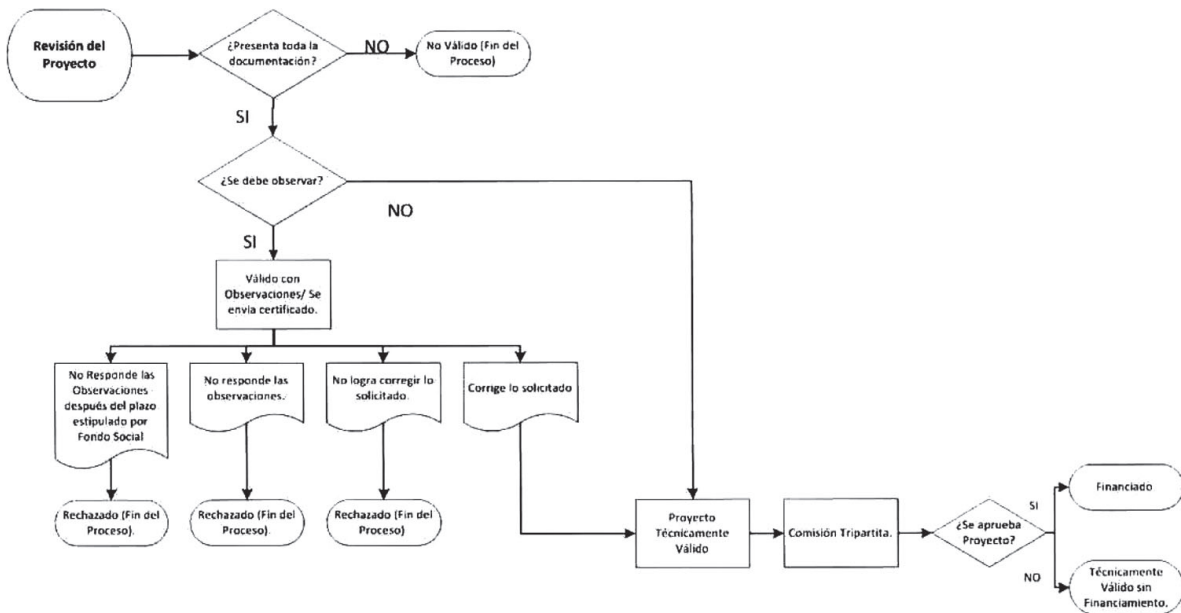 Revisión del
Proyecto
¿Presenta toda la
documentación?
NO
No Válido (Fin del
Proceso)
SI
¿Se debe observar?
NO
SI
Válido con
Observaciones/ Se
envía certificado.
No Responde las
Observaciones
después del plazo
estipulado por
Fondo Social
No responde las
observaciones.
No logra corregir lo
solicitado.
Corrige lo solicitado
Rechazado (Fin del
Proceso).
Rechazado (Fin del
Proceso).
Rechazado (Fin del
Proceso)
Proyecto
Técnicamente
Válido
Comisión Tripartita.
¿Se aprueba
Proyecto?
SI
Financiado
NO
Técnicamente
Válido sin
Financiamiento.